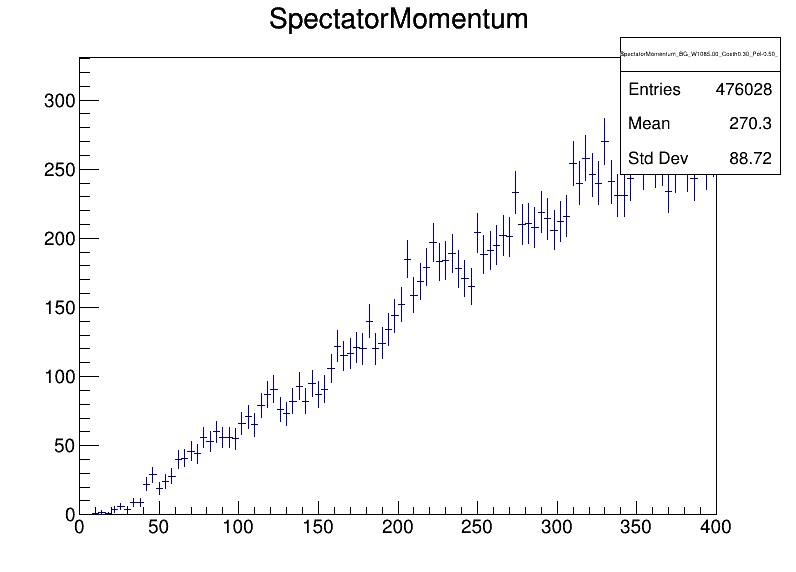 SpectatorMomentum
SpectatorMomentum_BG_W1085.00_Costh0.30_Pol-0.50_
Entries 476028
Mean 270.3
Std Dev 88.72
300
250
200
150
100
50
0
0 50 100 150 200 250 300 350 400